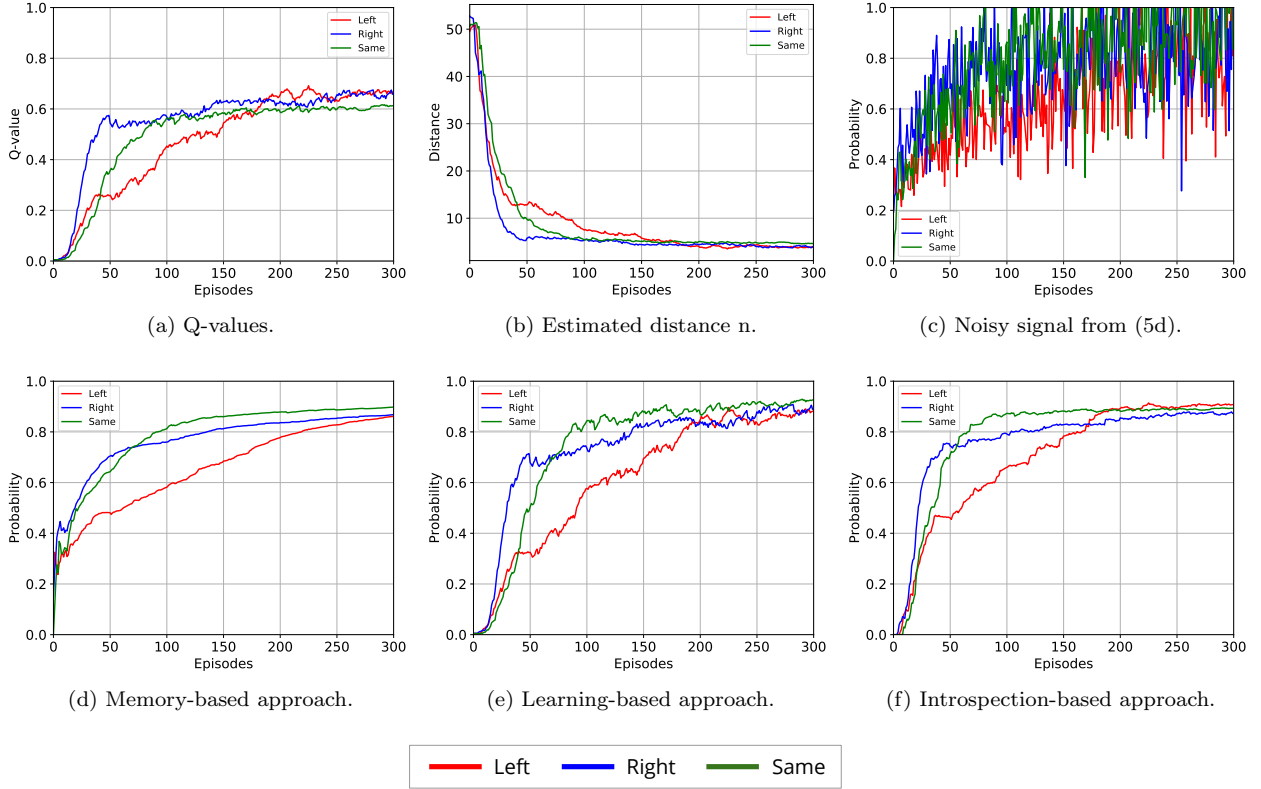 1.0
0.8
0.6
0.4
0.2
0.0
0 50 100 150 200 250 300
Q-value
Episodes
Left
Right
Same
(a) Q-values.
50
40
30
20
10
0 50 100 150 200 250 300
Distance
Episodes
Left
Right
Same
(b) Estimated distance n.
1.0
0.8
0.6
0.4
0.2
0.0
0 50 100 150 200 250 300
Probability
Episodes
Left
Right
Same
(c) Noisy signal from (5d).
1.0
0.8
0.6
0.4
0.2
0.0
0 50 100 150 200 250 300
Probability
Episodes
Left
Right
Same
(d) Memory-based approach.
1.0
0.8
0.6
0.4
0.2
0.0
0 50 100 150 200 250 300
Probability
Episodes
Left
Right
Same
(e) Learning-based approach.
1.0
0.8
0.6
0.4
0.2
0.0
0 50 100 150 200 250 300
Probability
Episodes
Left
Right
Same
(f) Introspection-based approach.
Left Right Same